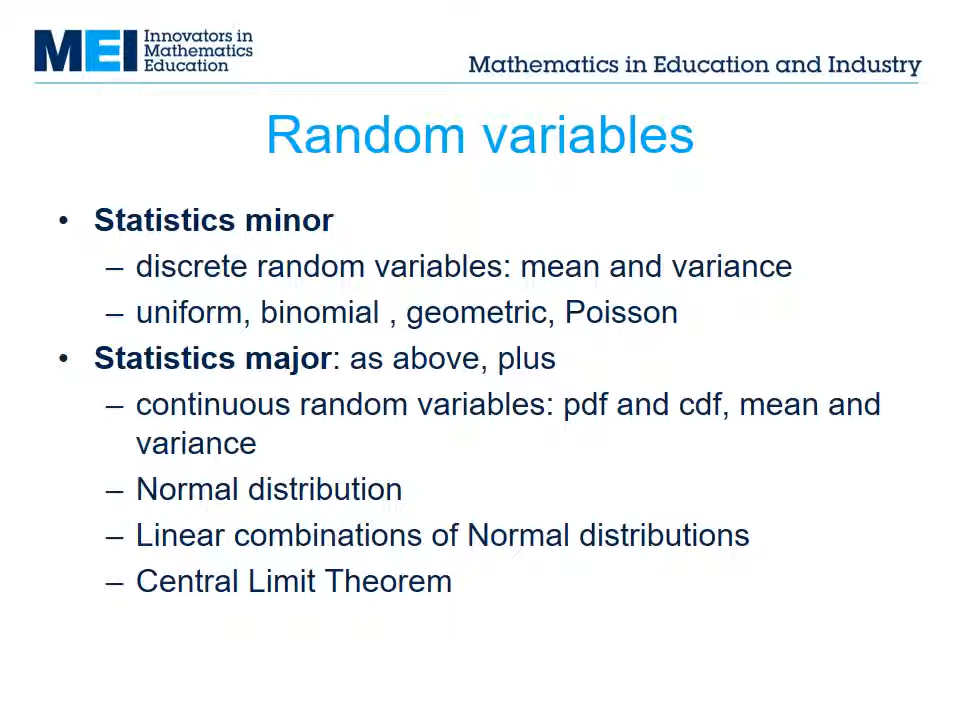 MEI Innovators in
Mathematics
Education
Mathematics in Education and Industry
Random variables
• Statistics minor
– discrete random variables: mean and variance
– uniform, binomial , geometric, Poisson
• Statistics major: as above, plus
– continuous random variables: pdf and cdf, mean and
variance
– Normal distribution
– Linear combinations of Normal distributions
– Central Limit Theorem